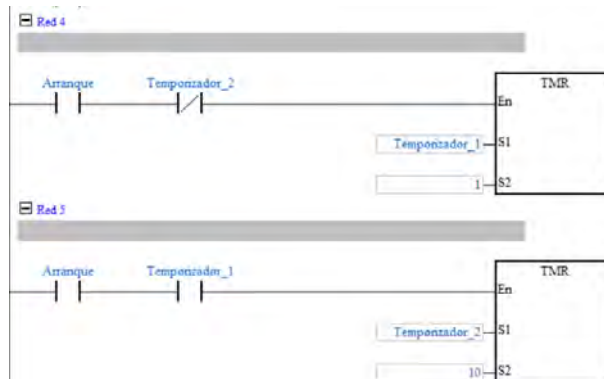 Red 4
Arranque Temporizador_2 TMR
En
Temporizador_1 S1
1 S2
Red 5
Arranque Temporizador_1 TMR
En
Temporizador_2 S1
10 S2